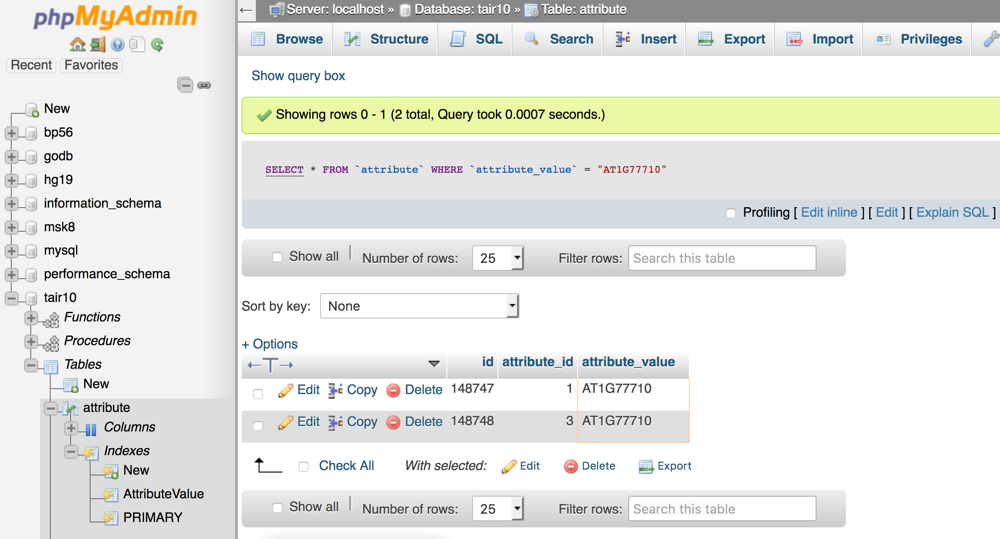 phpMyAdmin
Recent Favorites
New
bp56
godb
hg19
information_schema
msk8
mysql
performance_schema
tair10
Functions
Procedures
Tables
New
attribute
Columns
Indexes
New
AttributeValue
PRIMARY
Server: localhost » Database: tair10 » Table: attribute
Browse Structure SQL Search Insert Export Import Privileges
Show query box
Showing rows 0 - 1 (2 total, Query took 0.0007 seconds.)
SELECT * FROM `attribute` WHERE `attribute_value` = "AT1G77710"
Profiling [ Edit inline ] [ Edit ] [ Explain SQL ]
Show all | Number of rows: 25 Filter rows: Search this table
Sort by key: None
+ Options
←T→ id attribute_id attribute_value
Edit Copy Delete 148747 1 AT1G77710
Edit Copy Delete 148748 3 AT1G77710
Check All With selected: Edit Delete Export
Show all | Number of rows: 25 Filter rows: Search this table